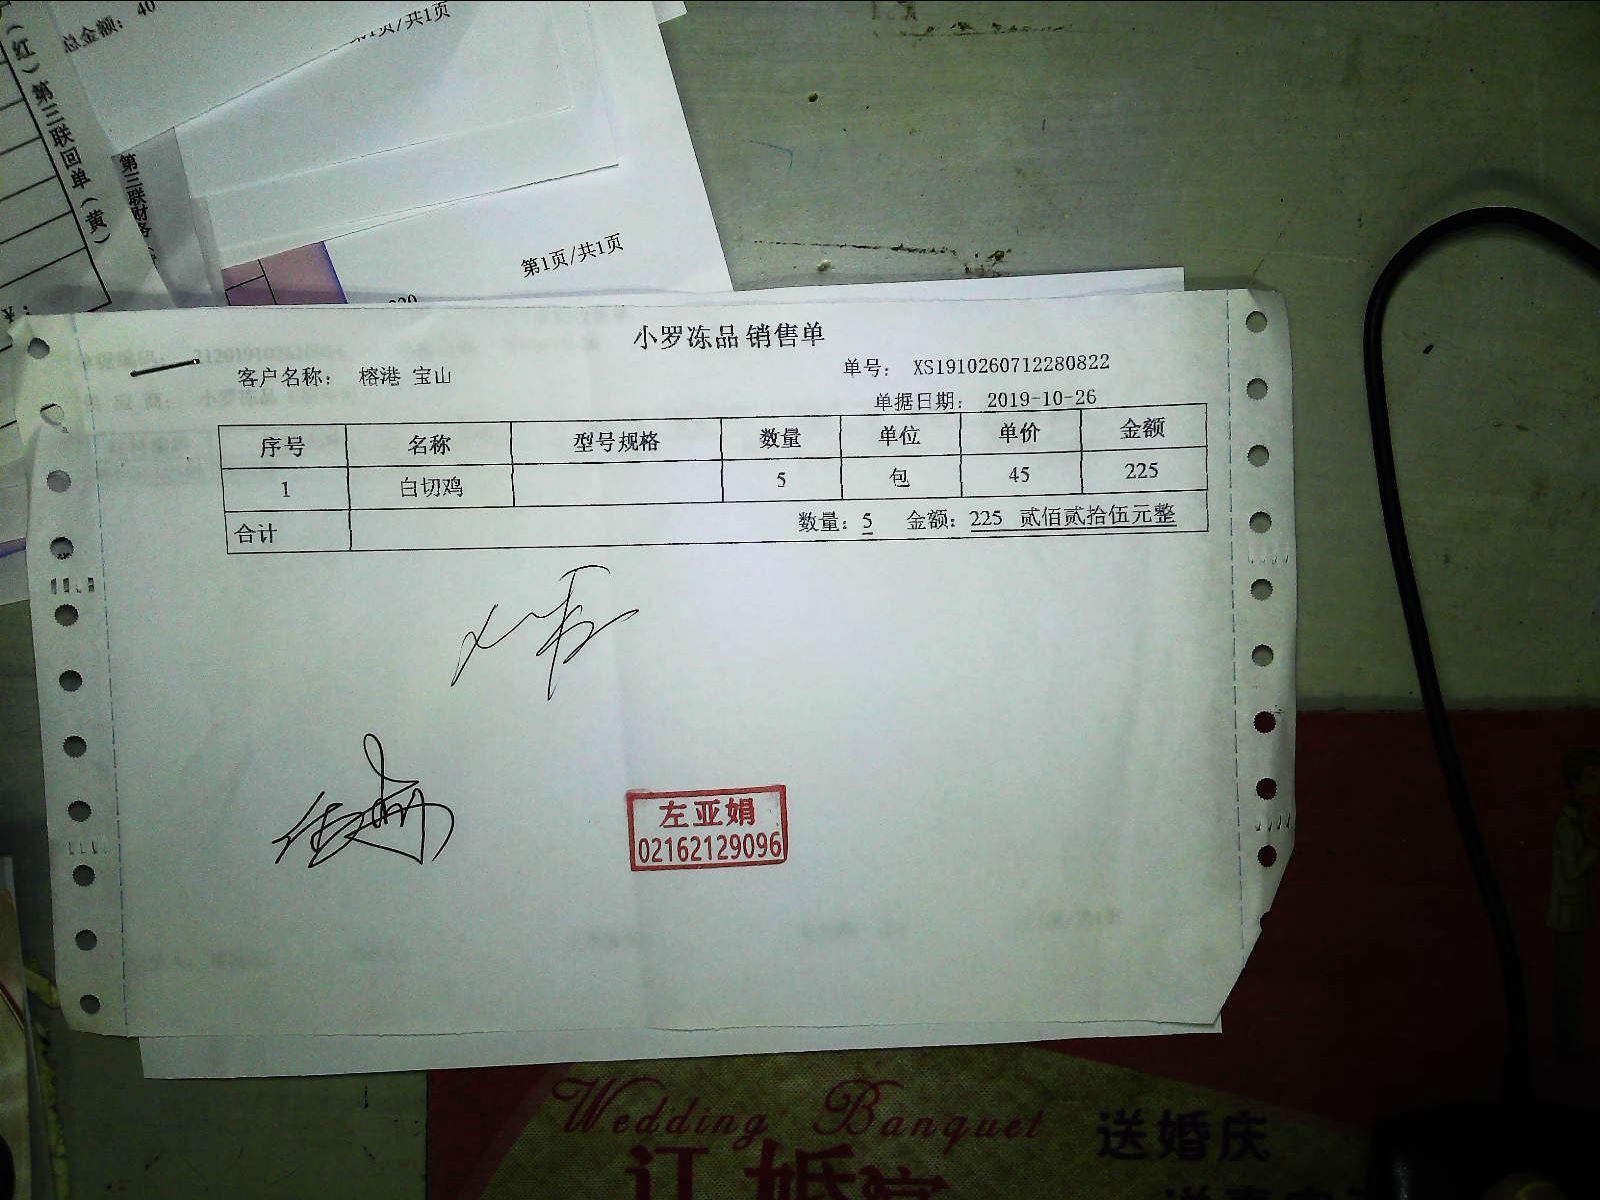 总金额: 40
第1页/共1页
(红)第三联回单(黄)
第三联财务
第1页/共1页
¥:
小罗冻品 销售单
客户名称: 榕港 宝山
单号: XS1910260712280822
单据日期: 2019-10-26
序号 名称 型号规格 数量 单位 单价 金额
1 白切鸡 5 包 45 225
合计 数量: 5 金额: 225 贰佰贰拾伍元整
左亚娟
02162129096
Wedding Banquet
送婚庆
订婚宴